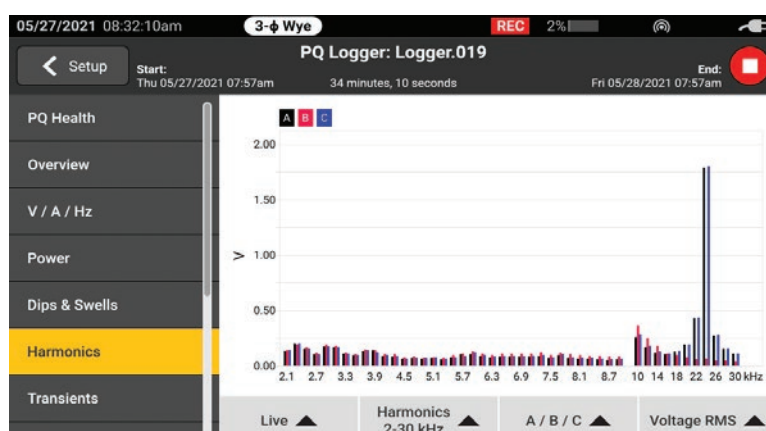 05/27/2021 08:32:10am 3-ϕ Wye REC 2%
Setup
PQ Logger: Logger.019
Start:
Thu 05/27/2021 07:57am
34 minutes, 10 seconds
End:
Fri 05/28/2021 07:57am
PQ Health
Overview
V / A / Hz
Power
Dips & Swells
Harmonics
Transients
A B C
2.00
1.50
V
1.00
0.50
0.00
2.1 2.7 3.3 3.9 4.5 5.1 5.7 6.3 6.9 7.5 8.1 8.7 10 14 18 22 26 30 kHz
Live
Harmonics
2-30 kHz
A / B / C
Voltage RMS